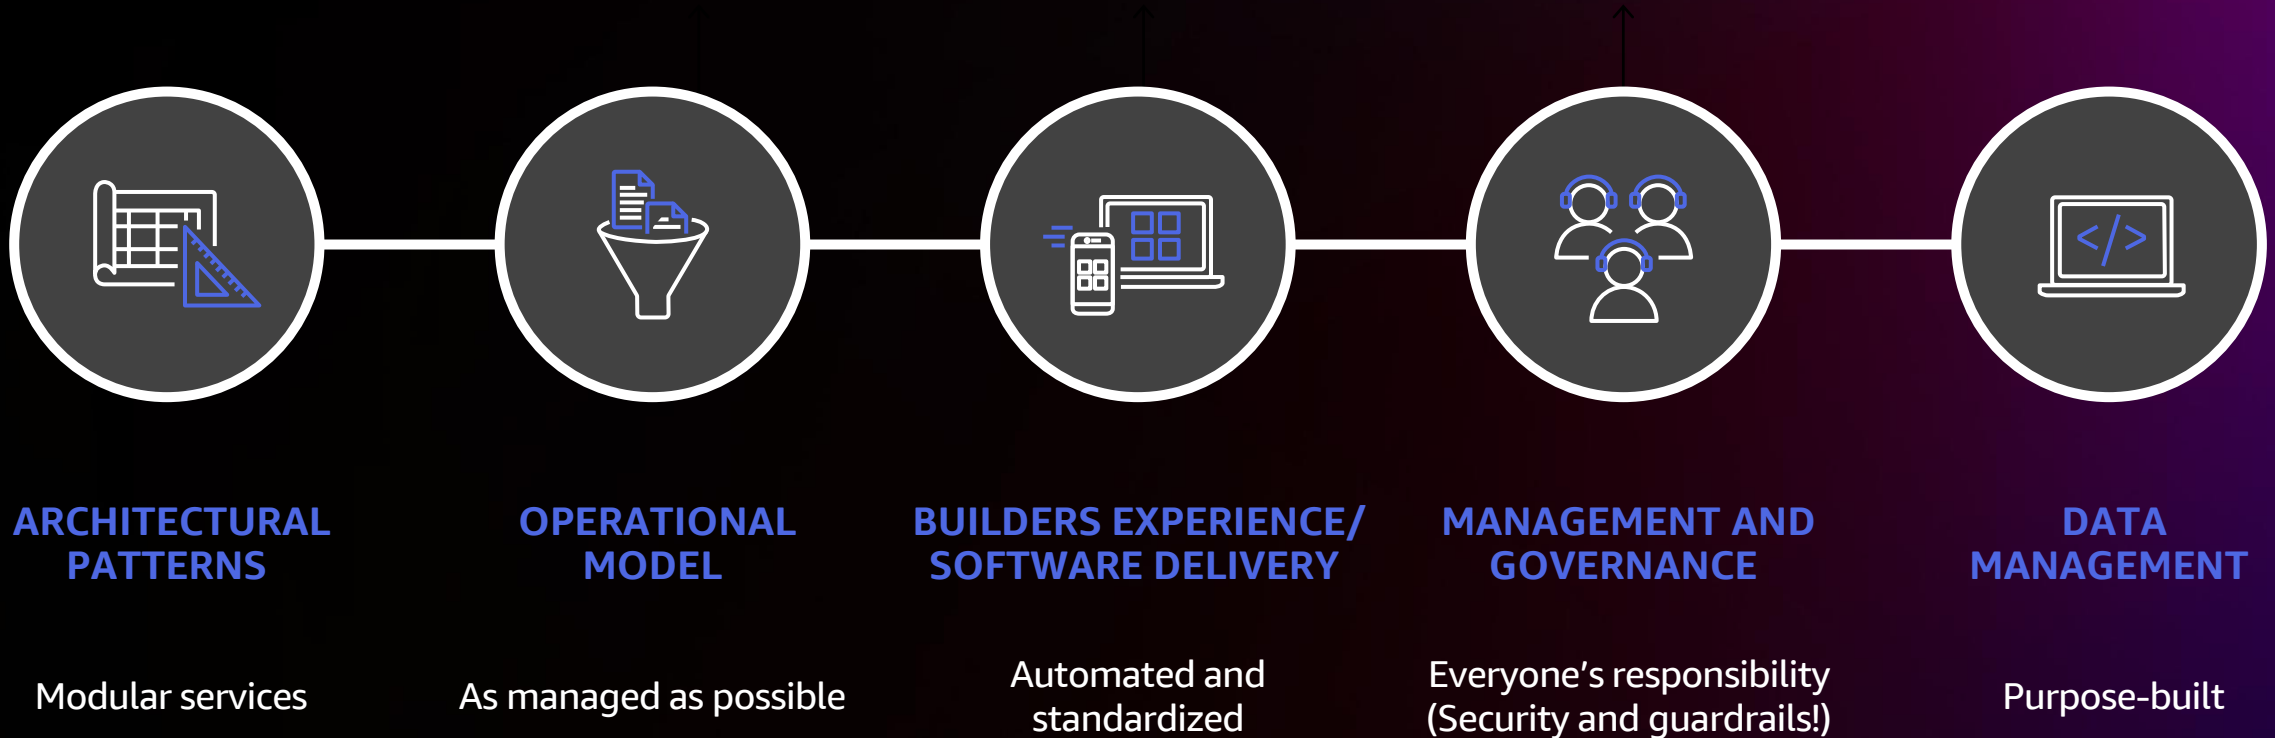 ARCHITECTURAL
PATTERNS
Modular services
OPERATIONAL
MODEL
As managed as possible
BUILDERS EXPERIENCE/
SOFTWARE DELIVERY
Automated and
standardized
MANAGEMENT AND
GOVERNANCE
Everyone’s responsibility
(Security and guardrails!)
DATA
MANAGEMENT
Purpose-built